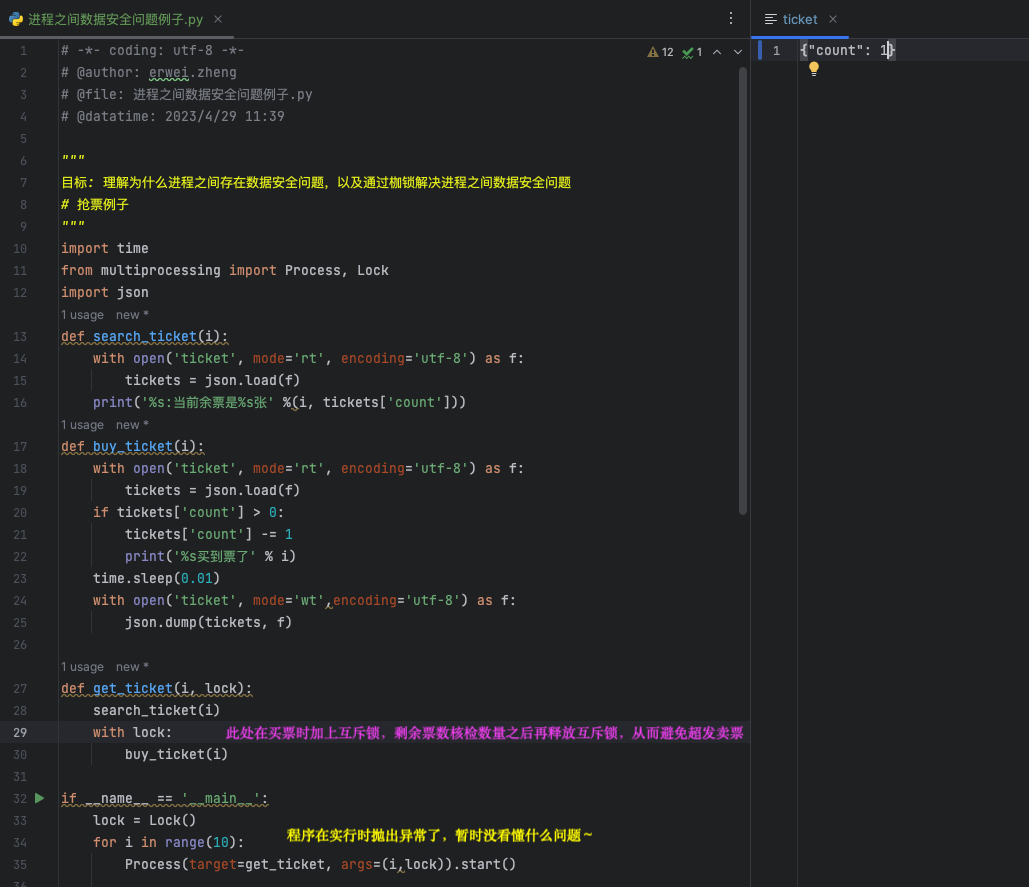 进程之间数据安全问题例子.py
ticket
1 # -*- coding: utf-8 -*-
12 1
2 # @author: erwei.zheng
3 # @file: 进程之间数据安全问题例子.py
4 # @datatime: 2023/4/29 11:39
5
6 """
7 目标: 理解为什么进程之间存在数据安全问题, 以及通过枷锁解决进程之间数据安全问题
8 # 抢票例子
9 """
10 import time
11 from multiprocessing import Process, Lock
12 import json
1 usage new *
13 def search_ticket(i):
14     with open('ticket', mode='rt', encoding='utf-8') as f:
15         tickets = json.load(f)
16     print('%s:当前余票是%s张' %(i, tickets['count']))
1 usage new *
17 def buy_ticket(i):
18     with open('ticket', mode='rt', encoding='utf-8') as f:
19         tickets = json.load(f)
20     if tickets['count'] > 0:
21         tickets['count'] -= 1
22         print('%s买到票了' % i)
23     time.sleep(0.01)
24     with open('ticket', mode='wt',encoding='utf-8') as f:
25         json.dump(tickets, f)
26
1 usage new *
27 def get_ticket(i, lock):
28     search_ticket(i)
29     with lock: 此处在买票时加上互斥锁，剩余票数核检数量之后再释放互斥锁，从而避免超发卖票
30         buy_ticket(i)
31
32 if __name__ == '__main__':
33     lock = Lock()
程序在实行时抛出异常了，暂时没看懂什么问题～
34     for i in range(10):
35         Process(target=get_ticket, args=(i,lock)).start()
36
1 {"count": 1}